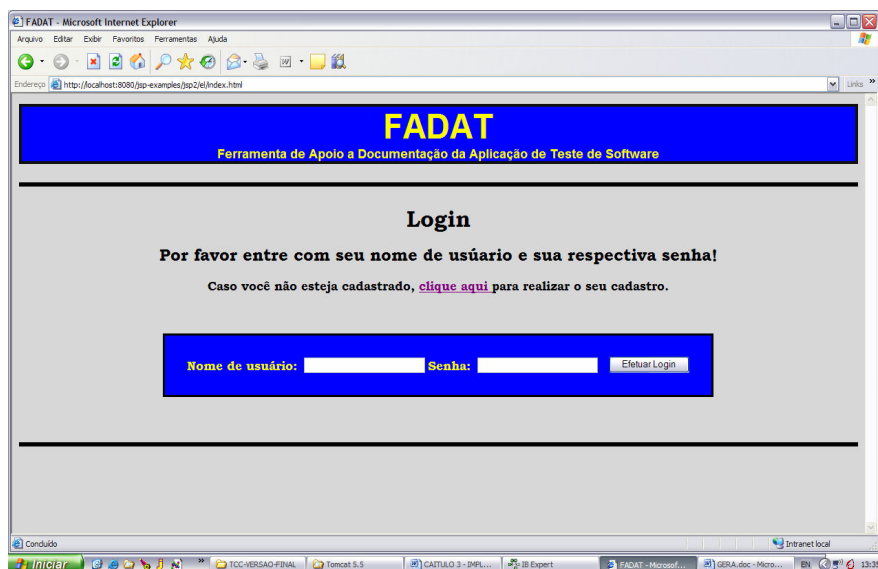 FADAT - Microsoft Internet Explorer
Arquivo Editar Exibir Favoritos Ferramentas Ajuda
Endereço http://localhost:8080/jsp-examples/jsp2/el/index.html Links »
FADAT
Ferramenta de Apoio a Documentação da Aplicação de Teste de Software
Login
Por favor entre com seu nome de usúario e sua respectiva senha!
Caso você não esteja cadastrado, clique aqui para realizar o seu cadastro.
Nome de usuário: Senha: Efetuar Login
Concluído Intranet local
Iniciar » TCC-VERSAO-FINAL Tomcat 5.5 CAITULO 3 - IMPL... IB Expert FADAT - Microsof... GERA.doc - Micro... EN 13:35